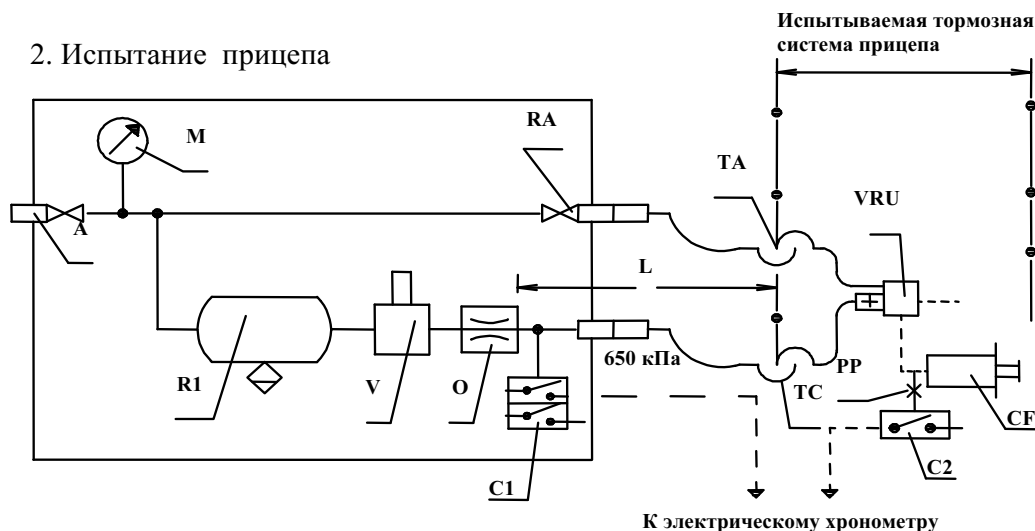 Испытываемая тормозная
система прицепа
2. Испытание прицепа
M
RA
TA
VRU
A
L
650 кПа
R1
V
O
PP
TC
CF
C1
C2
К электрическому хронометру